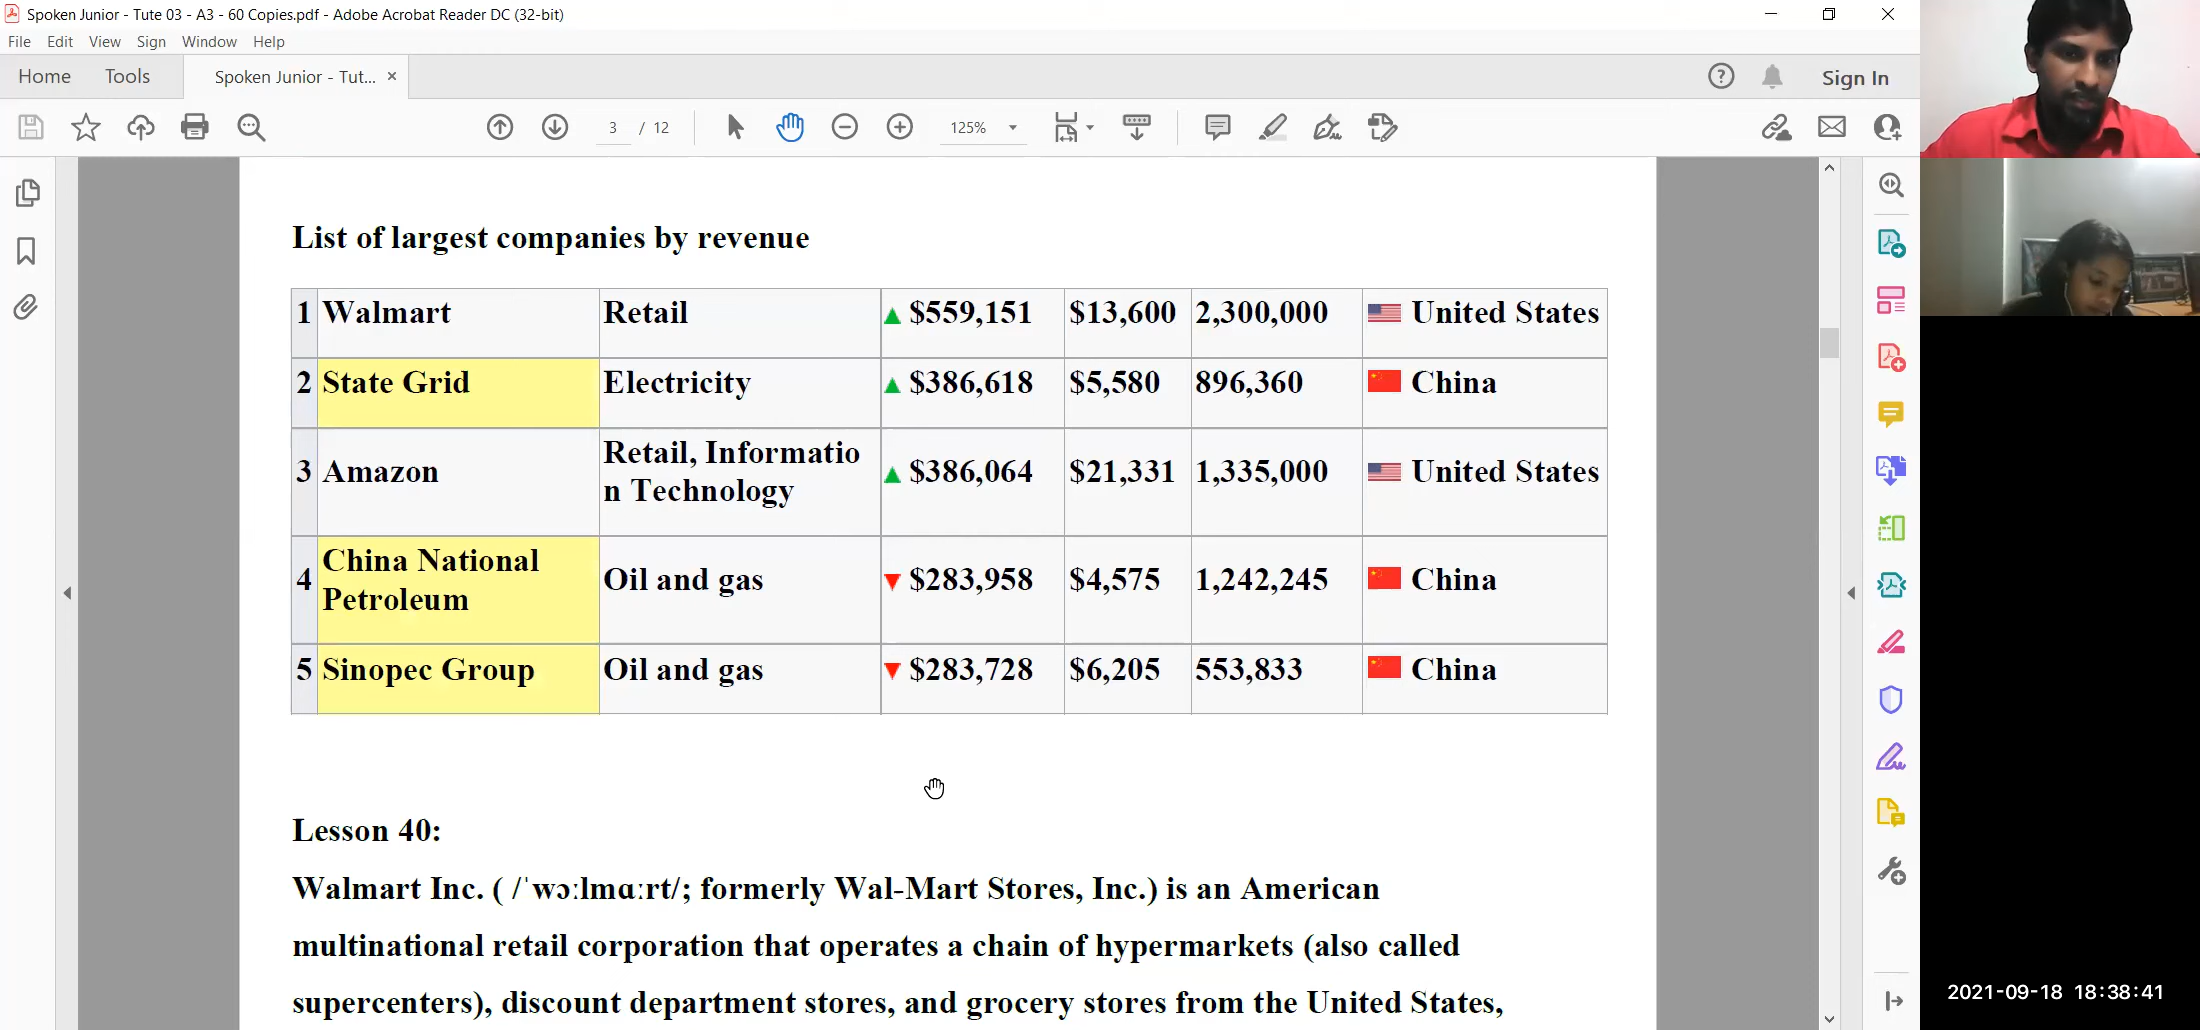 Spoken Junior - Tute 03 - A3 - 60 Copies.pdf - Adobe Acrobat Reader DC (32-bit)
File Edit View Sign Window Help
Home Tools Spoken Junior - Tut... × Sign In
3 / 12 125%
List of largest companies by revenue
1 Walmart Retail ▲ $559,151 $13,600 2,300,000 United States
2 State Grid Electricity ▲ $386,618 $5,580 896,360 China
3 Amazon Retail, Informatio
n Technology ▲ $386,064 $21,331 1,335,000 United States
4 China National
Petroleum Oil and gas ▼ $283,958 $4,575 1,242,245 China
5 Sinopec Group Oil and gas ▼ $283,728 $6,205 553,833 China
Lesson 40:
Walmart Inc. ( /ˈwɔːlmɑːrt/; formerly Wal-Mart Stores, Inc.) is an American
multinational retail corporation that operates a chain of hypermarkets (also called
supercenters), discount department stores, and grocery stores from the United States,
2021-09-18 18:38:41